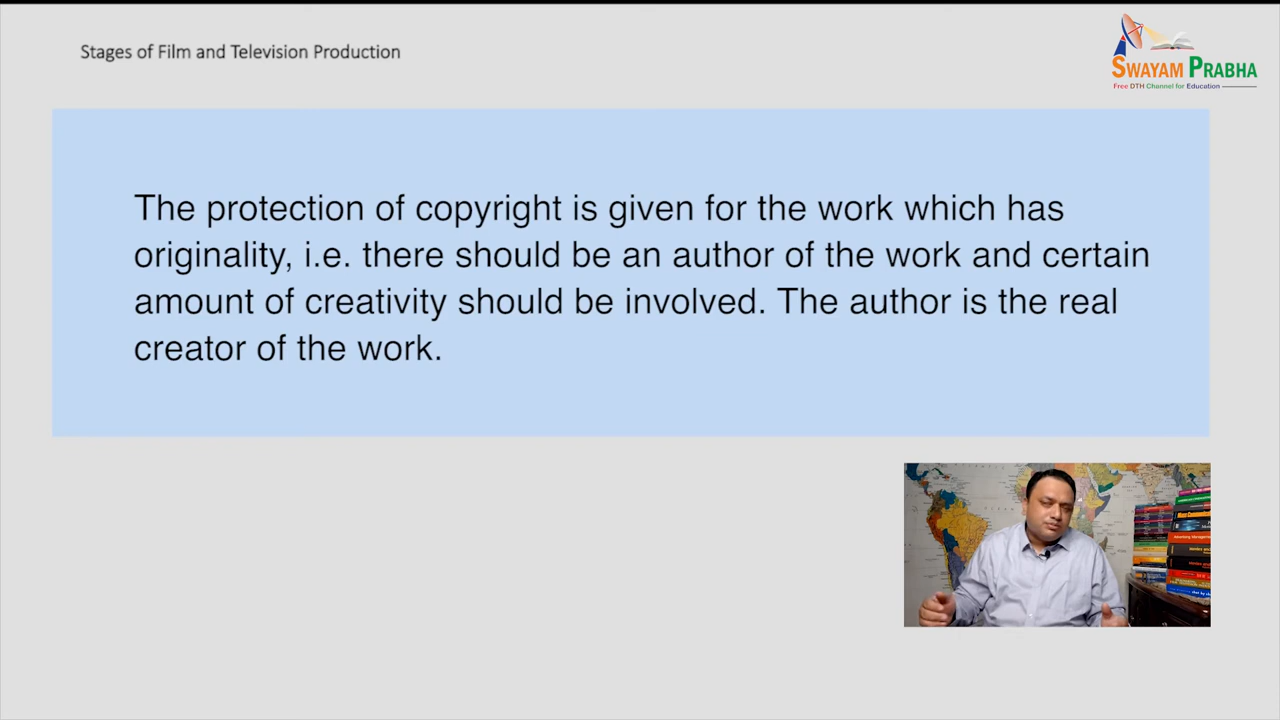 Stages of Film and Television Production
SWAYAM PRABHA
Free DTH Channel for Education
The protection of copyright is given for the work which has
originality, i.e. there should be an author of the work and certain
amount of creativity should be involved. The author is the real
creator of the work.